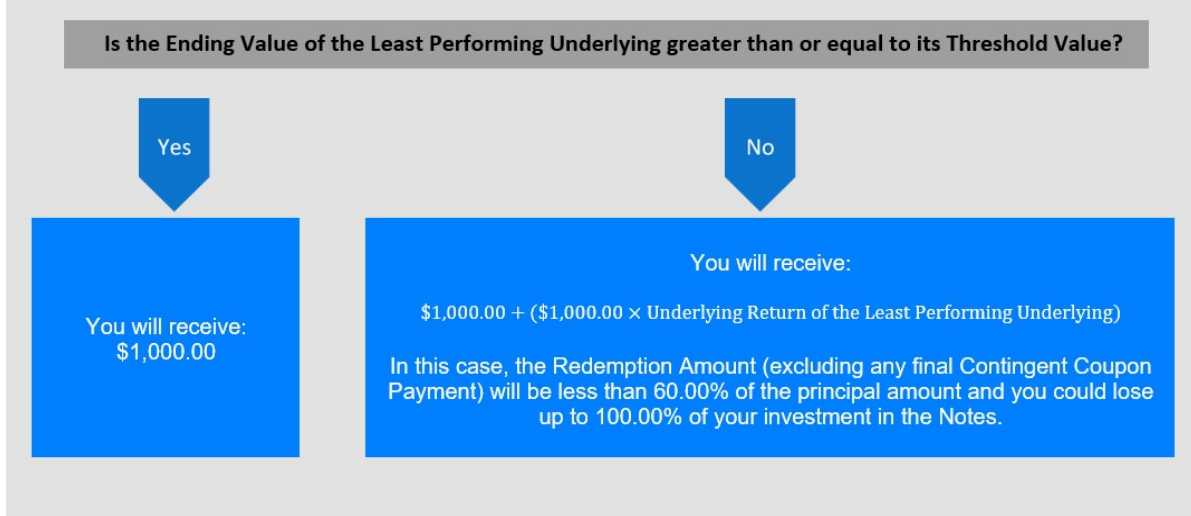 Is the Ending Value of the Least Performing Underlying greater than or equal to its Threshold Value?
Yes
No
You will receive:
$1,000.00
You will receive:
$1,000.00 + ($1,000.00 × Underlying Return of the Least Performing Underlying)
In this case, the Redemption Amount (excluding any final Contingent Coupon
Payment) will be less than 60.00% of the principal amount and you could lose
up to 100.00% of your investment in the Notes.